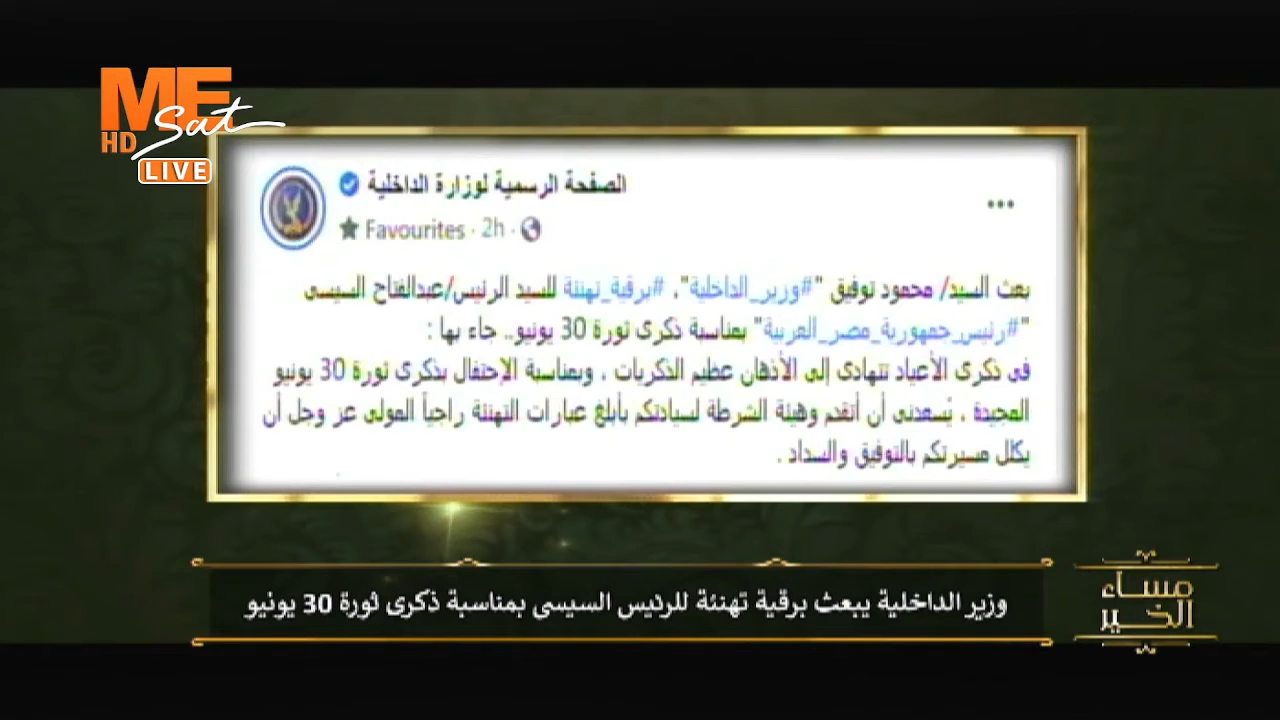 ME
Sat
HD
LIVE
الصفحة الرسمية لوزارة الداخلية
Favourites · 2h ·
بعث السيد/ محمود توفيق "#وزير_الداخلية"، #برقية_تهنئة للسيد الرئيس/عبدالفتاح السيسى
"#رئيس_جمهورية_مصر_العربية" بمناسبة ذكرى ثورة 30 يونيو.. جاء بها :
فى ذكرى الأعياد تتهادى إلى الأذهان عظيم الذكريات ، وبمناسبة الإحتفال بذكرى ثورة 30 يونيو
المجيدة ، يُسعدنى أن أتقدم وهيئة الشرطة لسيادتكم بأبلغ عبارات التهنئة راجياً المولى عز وجل أن
يكلل مسيرتكم بالتوفيق والسداد .
وزير الداخلية يبعث برقية تهنئة للرئيس السيسى بمناسبة ذكرى ثورة 30 يونيو
مساء
الخير